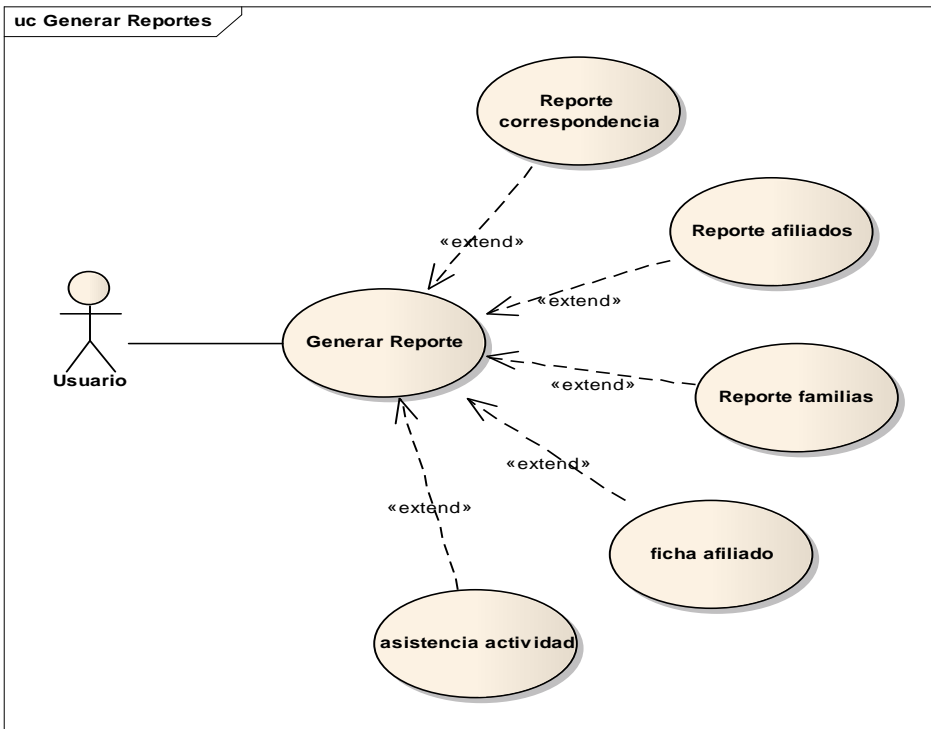 uc Generar Reportes
Reporte
correspondencia
«extend»
Reporte afiliados
«extend»
Generar Reporte
Usuario
«extend»
Reporte familias
«extend»
«extend»
ficha afiliado
asistencia actividad